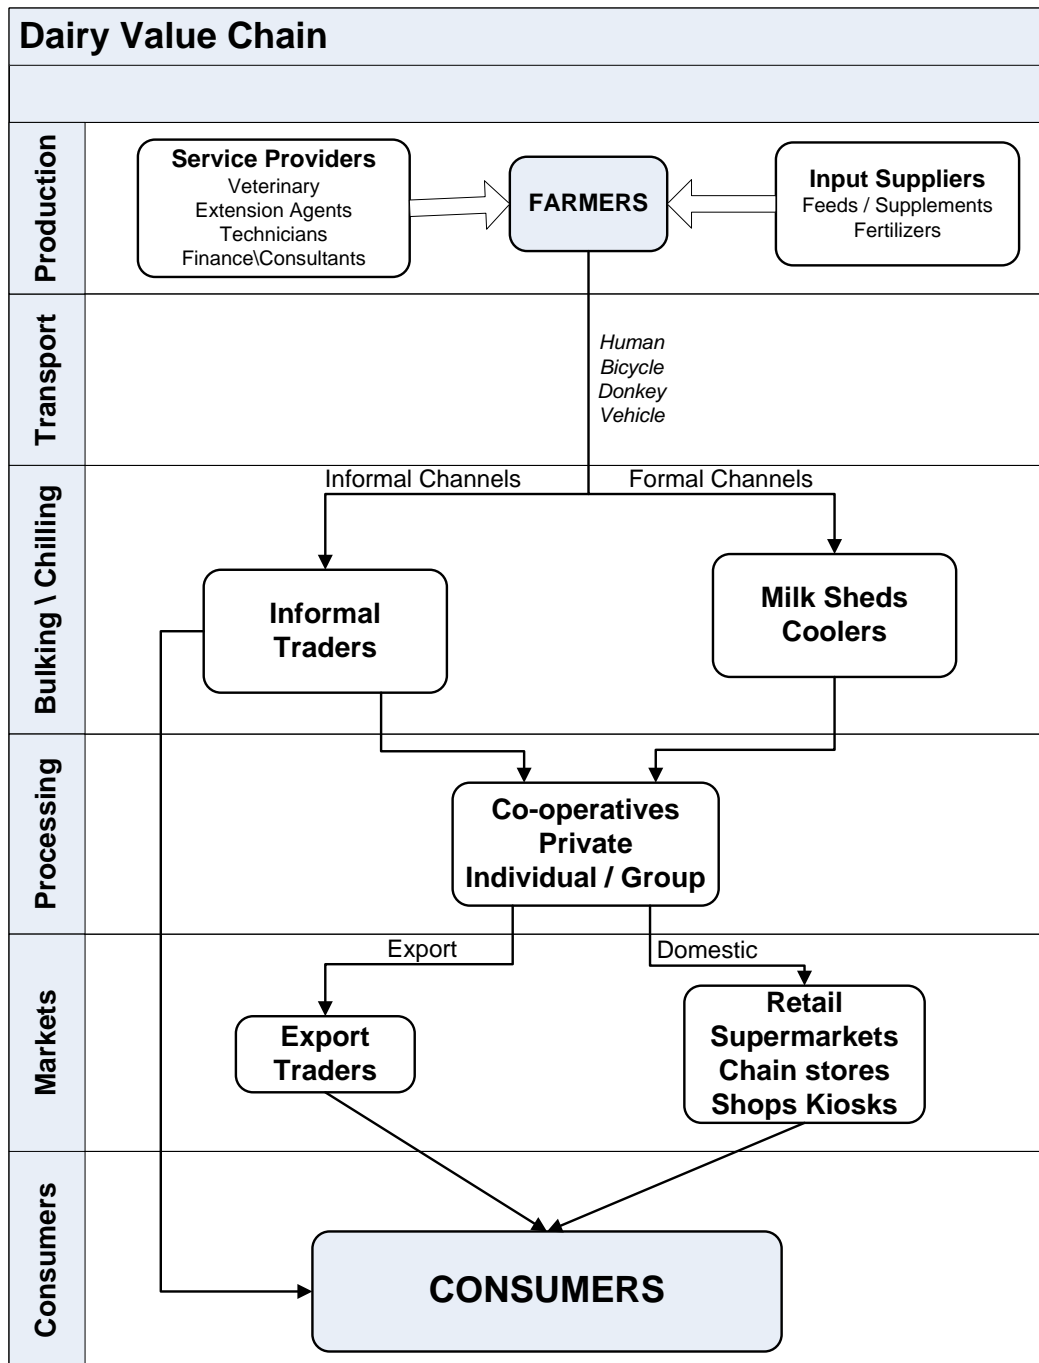 Dairy Value Chain
Production
Service Providers
Veterinary
Extension Agents
Technicians
Finance\Consultants
FARMERS
Input Suppliers
Feeds / Supplements
Fertilizers
Transport
Human
Bicycle
Donkey
Vehicle
Bulking \ Chilling
Informal Channels
Formal Channels
Informal
Traders
Milk Sheds
Coolers
Processing
Co-operatives
Private
Individual / Group
Markets
Export
Domestic
Export
Traders
Retail
Supermarkets
Chain stores
Shops Kiosks
Consumers
CONSUMERS